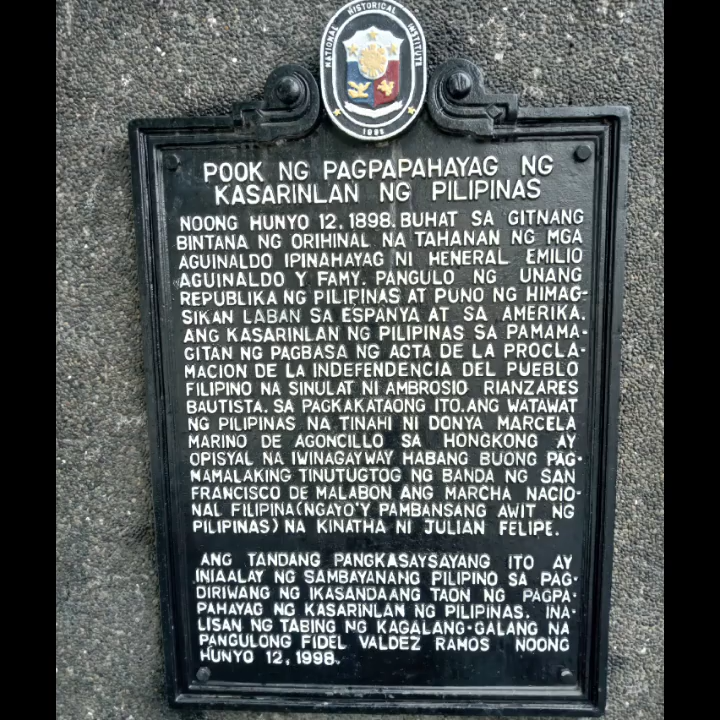 NATIONAL HISTORICAL INSTITUTE
POOK NG PAGPAPAHAYAG NG
KASARINLAN NG PILIPINAS
NOONG HUNYO 12, 1898. BUHAT SA GITNANG
BINTANA NG ORIHINAL NA TAHANAN NG MGA
AGUINALDO IPINAHAYAG NI HENERAL EMILIO
AGUINALDO Y FAMY. PANGULO NG UNANG
REPUBLIKA NG PILIPINAS AT PUNO NG HIMAG-
SIKAN LABAN SA ESPANYA AT SA AMERIKA.
ANG KASARINLAN NG PILIPINAS SA PAMAMA-
GITAN NG PAGBASA NG ACTA DE LA PROCLA-
MACION DE LA INDEFENDENCIA DEL PUEBLO
FILIPINO NA SINULAT NI AMBROSIO RIANZARES
BAUTISTA. SA PAGKAKATAONG ITO. ANG WATAWAT
NG PILIPINAS NA TINAHI NI DONYA MARCELA
MARINO DE AGONCILLO SA HONGKONG AY
OPISYAL NA IWINAGAYWAY HABANG BUONG PAG-
MAMALAKING TINUTUGTOG NG BANDA NG SAN
FRANCISCO DE MALABON ANG MARCHA NACIO-
NAL FILIPINA (NGAYO'Y PAMBANSANG AWIT NG
PILIPINAS) NA KINATHA NI JULIAN FELIPE.
ANG TANDANG PANGKASAYSAYANG ITO AY
INIAALAY NG SAMBAYANANG PILIPINO SA PAG-
DIRIWANG NG IKASANDAANG TAON NG PAGPA-
PAHAYAG NG KASARINLAN NG PILIPINAS. INA-
LISAN NG TABING NG KAGALANG-GALANG NA
PANGULONG FIDEL VALDEZ RAMOS NOONG
HUNYO 12, 1998.